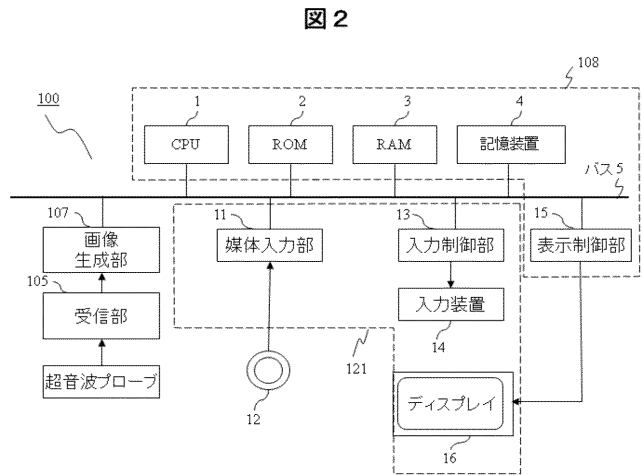 図2
108
100
1
2
3
4
CPU
ROM
RAM
記憶装置
バス5
107
11
13
15
画像
生成部
媒体入力部
入力制御部
表示制御部
105
受信部
入力装置
14
121
超音波プローブ
12
ディスプレイ
16